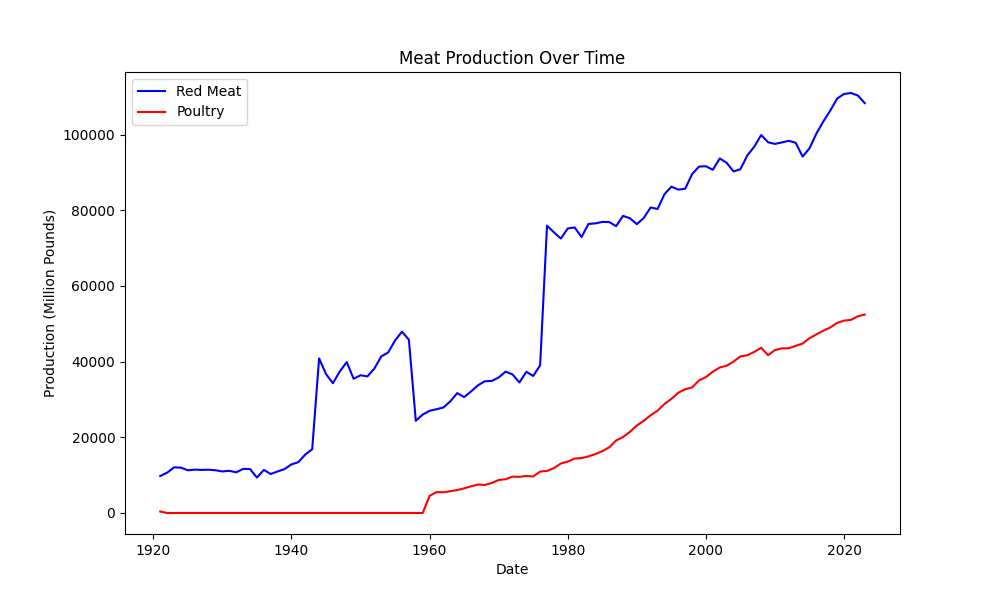 Meat Production Over Time
Red Meat
Poultry
Production (Million Pounds)
100000
80000
60000
40000
20000
0
1920 1940 1960 1980 2000 2020
Date